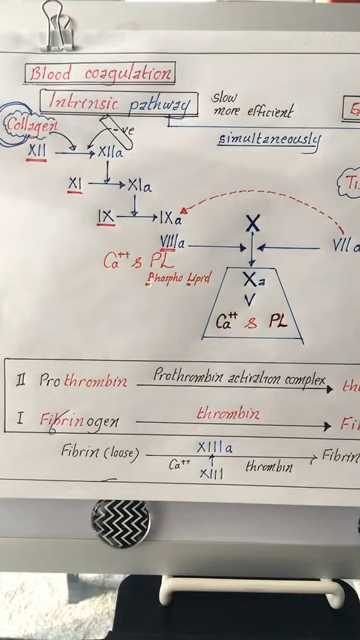 Blood coagulation
Intrinsic pathway
slow
more efficient
simultaneously
Collagen
-ve
XII → XIIa
XI → XIa
IX → IXa
VIIIa
Ca++ & PL
Phospho Lipid
X
VII a
Xa
V
Ca++ & PL
II Prothrombin Prothrombin activation complex
I Fibrinogen thrombin
Fibrin (loose) XIIIa Fibrin
Ca++ XIII thrombin